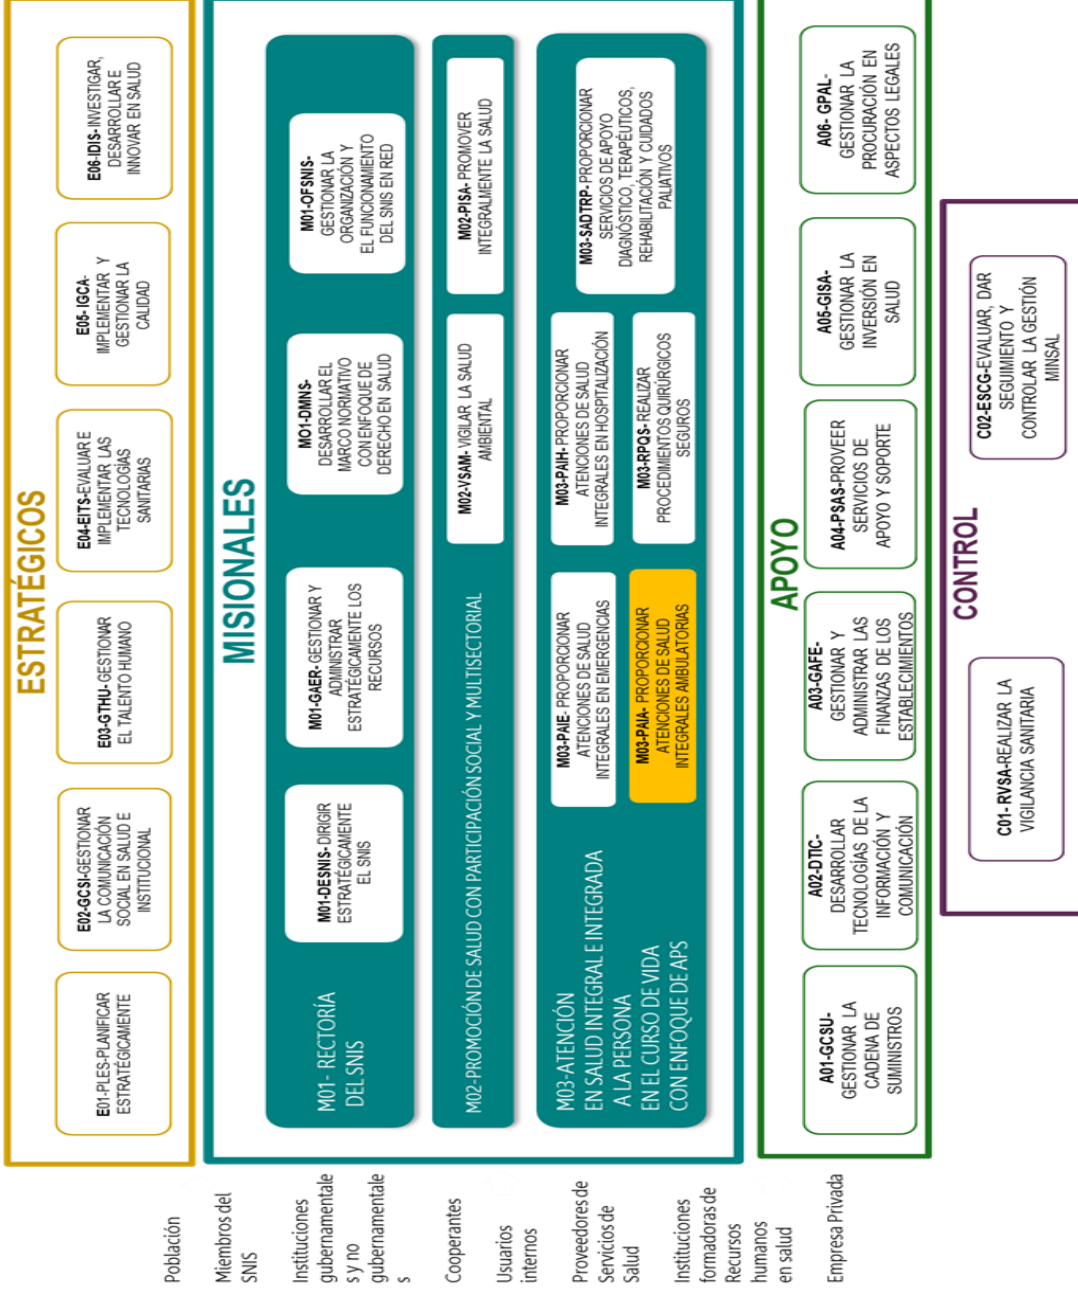 ESTRATÉGICOS
E01-PLES-PLANIFICAR
ESTRATÉGICAMENTE
E02-GCSI-GESTIONAR
LA COMUNICACIÓN
SOCIAL EN SALUD E
INSTITUCIONAL
E03-GTHU- GESTIONAR
EL TALENTO HUMANO
E04-EITS-EVALUAR E
IMPLEMENTAR LAS
TECNOLOGÍAS
SANITARIAS
E05- IGCA-
IMPLEMENTAR Y
GESTIONAR LA
CALIDAD
E06-IDIS- INVESTIGAR,
DESARROLLAR E
INNOVAR EN SALUD
MISIONALES
M01- RECTORÍA
DEL SNIS
M01-DESNIS- DIRIGIR
ESTRATÉGICAMENTE
EL SNIS
M01-GAER- GESTIONAR Y
ADMINISTRAR
ESTRATÉGICAMENTE LOS
RECURSOS
MO1-DMNS-
DESARROLLAR EL
MARCO NORMATIVO
CON ENFOQUE DE
DERECHO EN SALUD
M01-OFSNIS-
GESTIONAR LA
ORGANIZACIÓN Y
EL FUNCIONAMIENTO
DEL SNIS EN RED
M02-PROMOCIÓN DE SALUD CON PARTICIPACIÓN SOCIAL Y MULTISECTORIAL
M02-VSAM- VIGILAR LA SALUD
AMBIENTAL
M02-PISA- PROMOVER
INTEGRALMENTE LA SALUD
M03-ATENCIÓN
EN SALUD INTEGRAL E INTEGRADA
A LA PERSONA
EN EL CURSO DE VIDA
CON ENFOQUE DE APS
M03-PAIE- PROPORCIONAR
ATENCIONES DE SALUD
INTEGRALES EN EMERGENCIAS
M03-PAIA- PROPORCIONAR
ATENCIONES DE SALUD
INTEGRALES AMBULATORIAS
M03-PAIH- PROPORCIONAR
ATENCIONES DE SALUD
INTEGRALES EN HOSPITALIZACIÓN
M03-RPQS- REALIZAR
PROCEDIMIENTOS QUIRÚRGICOS
SEGUROS
M03-SADTRP- PROPORCIONAR
SERVICIOS DE APOYO
DIAGNÓSTICO, TERAPÉUTICOS,
REHABILITACIÓN Y CUIDADOS
PALIATIVOS
APOYO
A01-GCSU-
GESTIONAR LA
CADENA DE
SUMINISTROS
A02-DTIC-
DESARROLLAR
TECNOLOGÍAS DE LA
INFORMACIÓN Y
COMUNICACIÓN
A03-GAFE-
GESTIONAR Y
ADMINISTRAR LAS
FINANZAS DE LOS
ESTABLECIMIENTOS
A04-PSAS-PROVEER
SERVICIOS DE
APOYO Y SOPORTE
A05-GISA-
GESTIONAR LA
INVERSIÓN EN
SALUD
A06- GPAL-
GESTIONAR LA
PROCURACIÓN EN
ASPECTOS LEGALES
CONTROL
C01- RVSA-REALIZAR LA
VIGILANCIA SANITARIA
C02-ESCG-EVALUAR, DAR
SEGUIMIENTO Y
CONTROLAR LA GESTIÓN
MINSAL
Población
Miembros del
SNIS
Instituciones
gubernamentale
s y no
gubernamentale
s
Cooperantes
Usuarios
internos
Proveedores de
Servicios de
Salud
Instituciones
formadoras de
Recursos
humanos
en salud
Empresa Privada